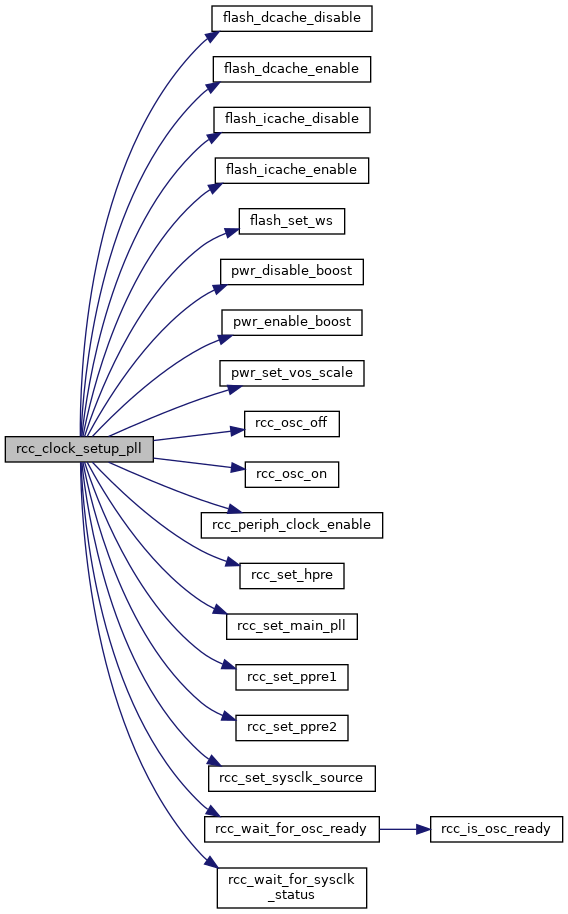 flash_dcache_disable
flash_dcache_enable
flash_icache_disable
flash_icache_enable
flash_set_ws
pwr_disable_boost
pwr_enable_boost
pwr_set_vos_scale
rcc_osc_off
rcc_clock_setup_pll
rcc_osc_on
rcc_periph_clock_enable
rcc_set_hpre
rcc_set_main_pll
rcc_set_ppre1
rcc_set_ppre2
rcc_set_sysclk_source
rcc_wait_for_osc_ready
rcc_is_osc_ready
rcc_wait_for_sysclk
_status